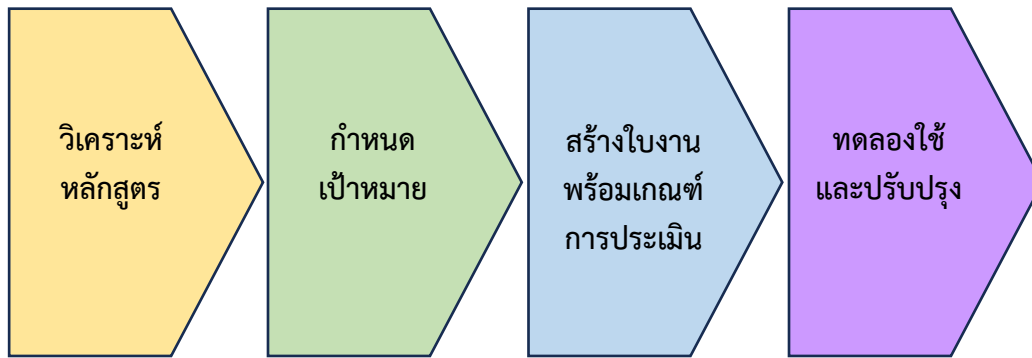 วิเคราะห์
หลักสูตร
กำหนด
เป้าหมาย
สร้างใบงาน
พร้อมเกณฑ์
การประเมิน
ทดลองใช้
และปรับปรุง